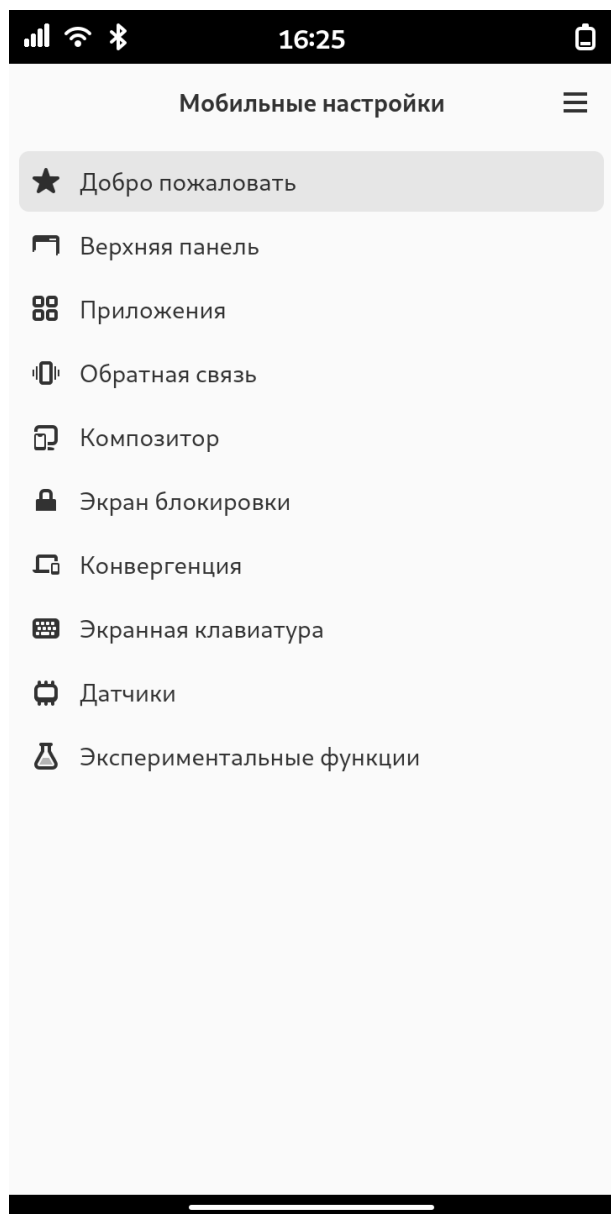 16:25
Мобильные настройки
Добро пожаловать
Верхняя панель
Приложения
Обратная связь
Композитор
Экран блокировки
Конвергенция
Экранная клавиатура
Датчики
Экспериментальные функции